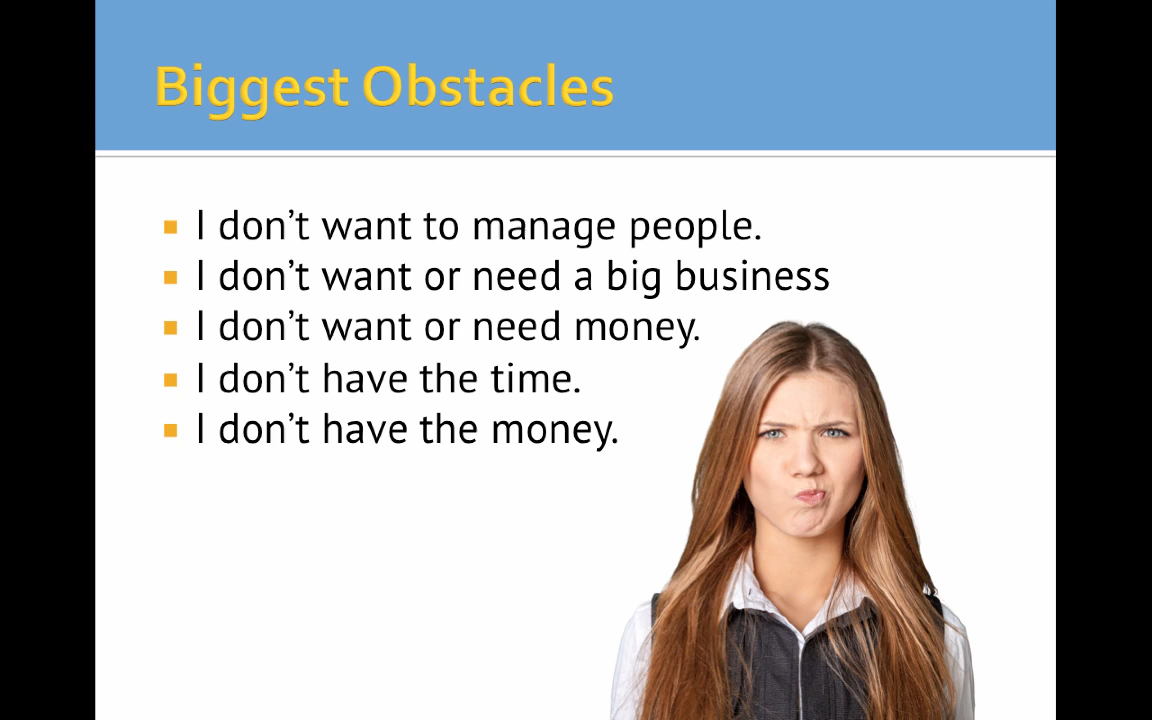 Biggest Obstacles
I don’t want to manage people.
I don’t want or need a big business
I don’t want or need money.
I don’t have the time.
I don’t have the money.